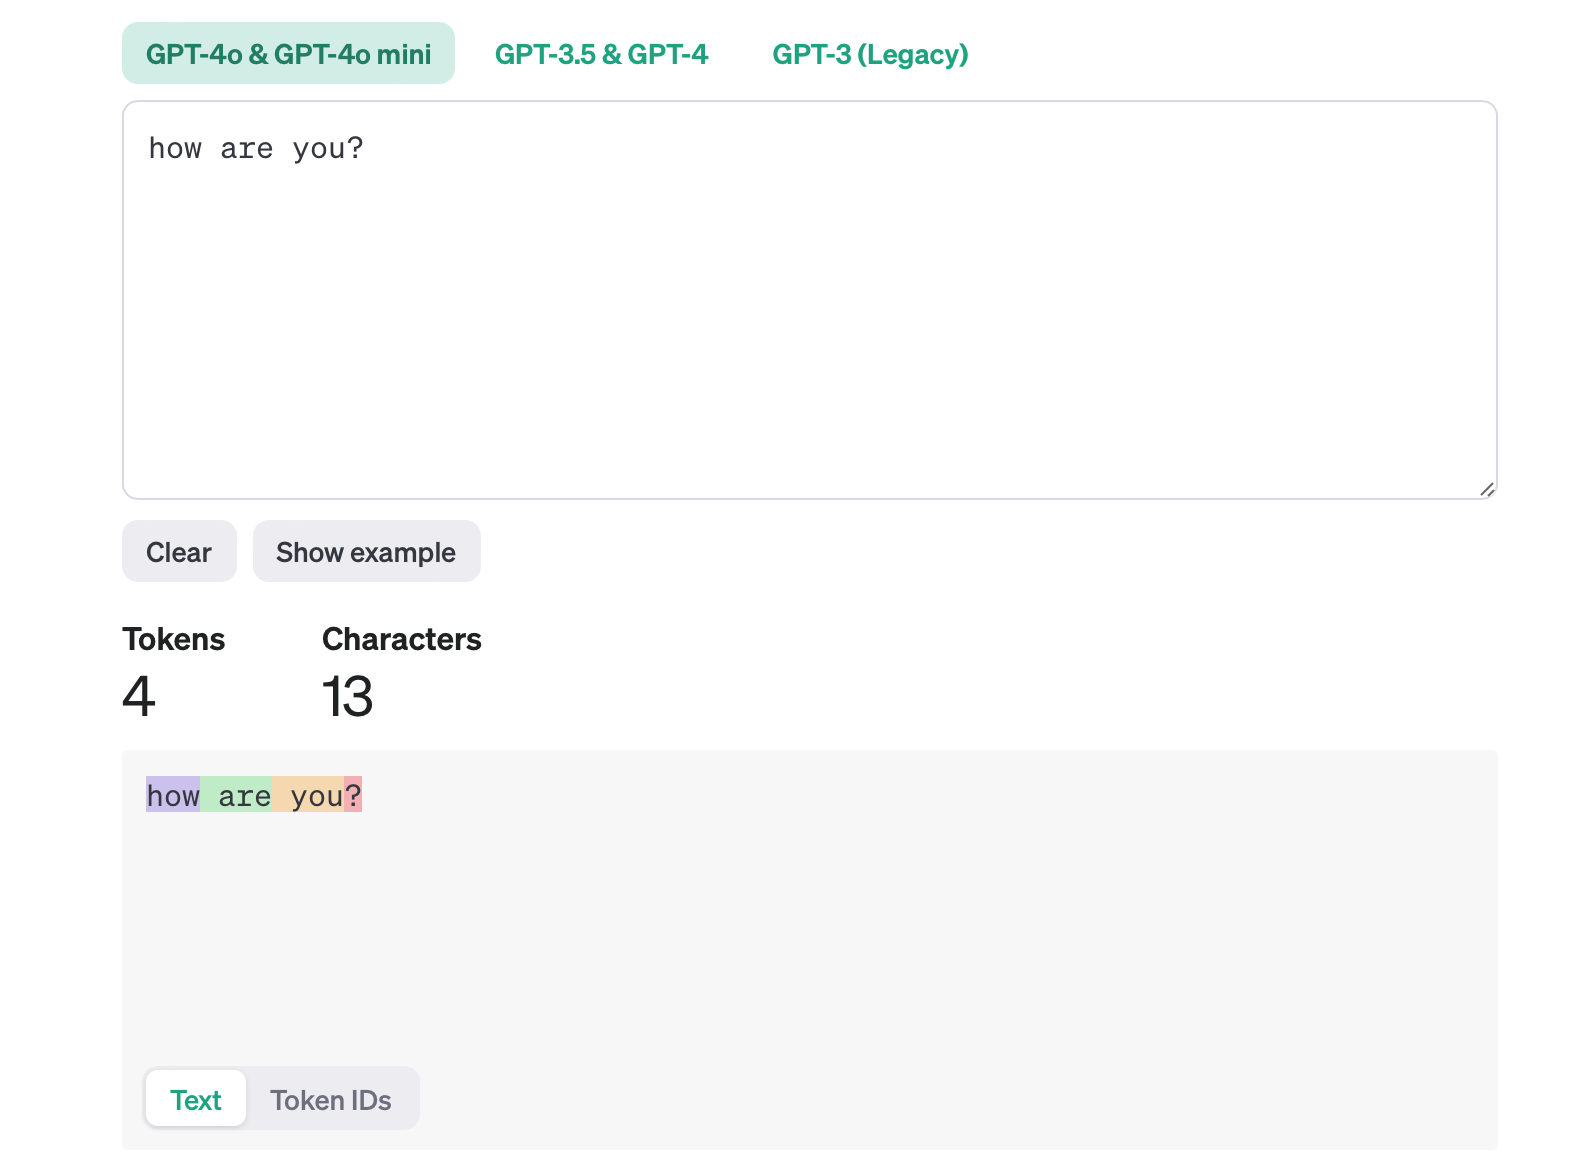 GPT-4o & GPT-4o mini GPT-3.5 & GPT-4 GPT-3 (Legacy)
how are you?
Clear Show example
Tokens Characters
4 13
how are you?
Text Token IDs